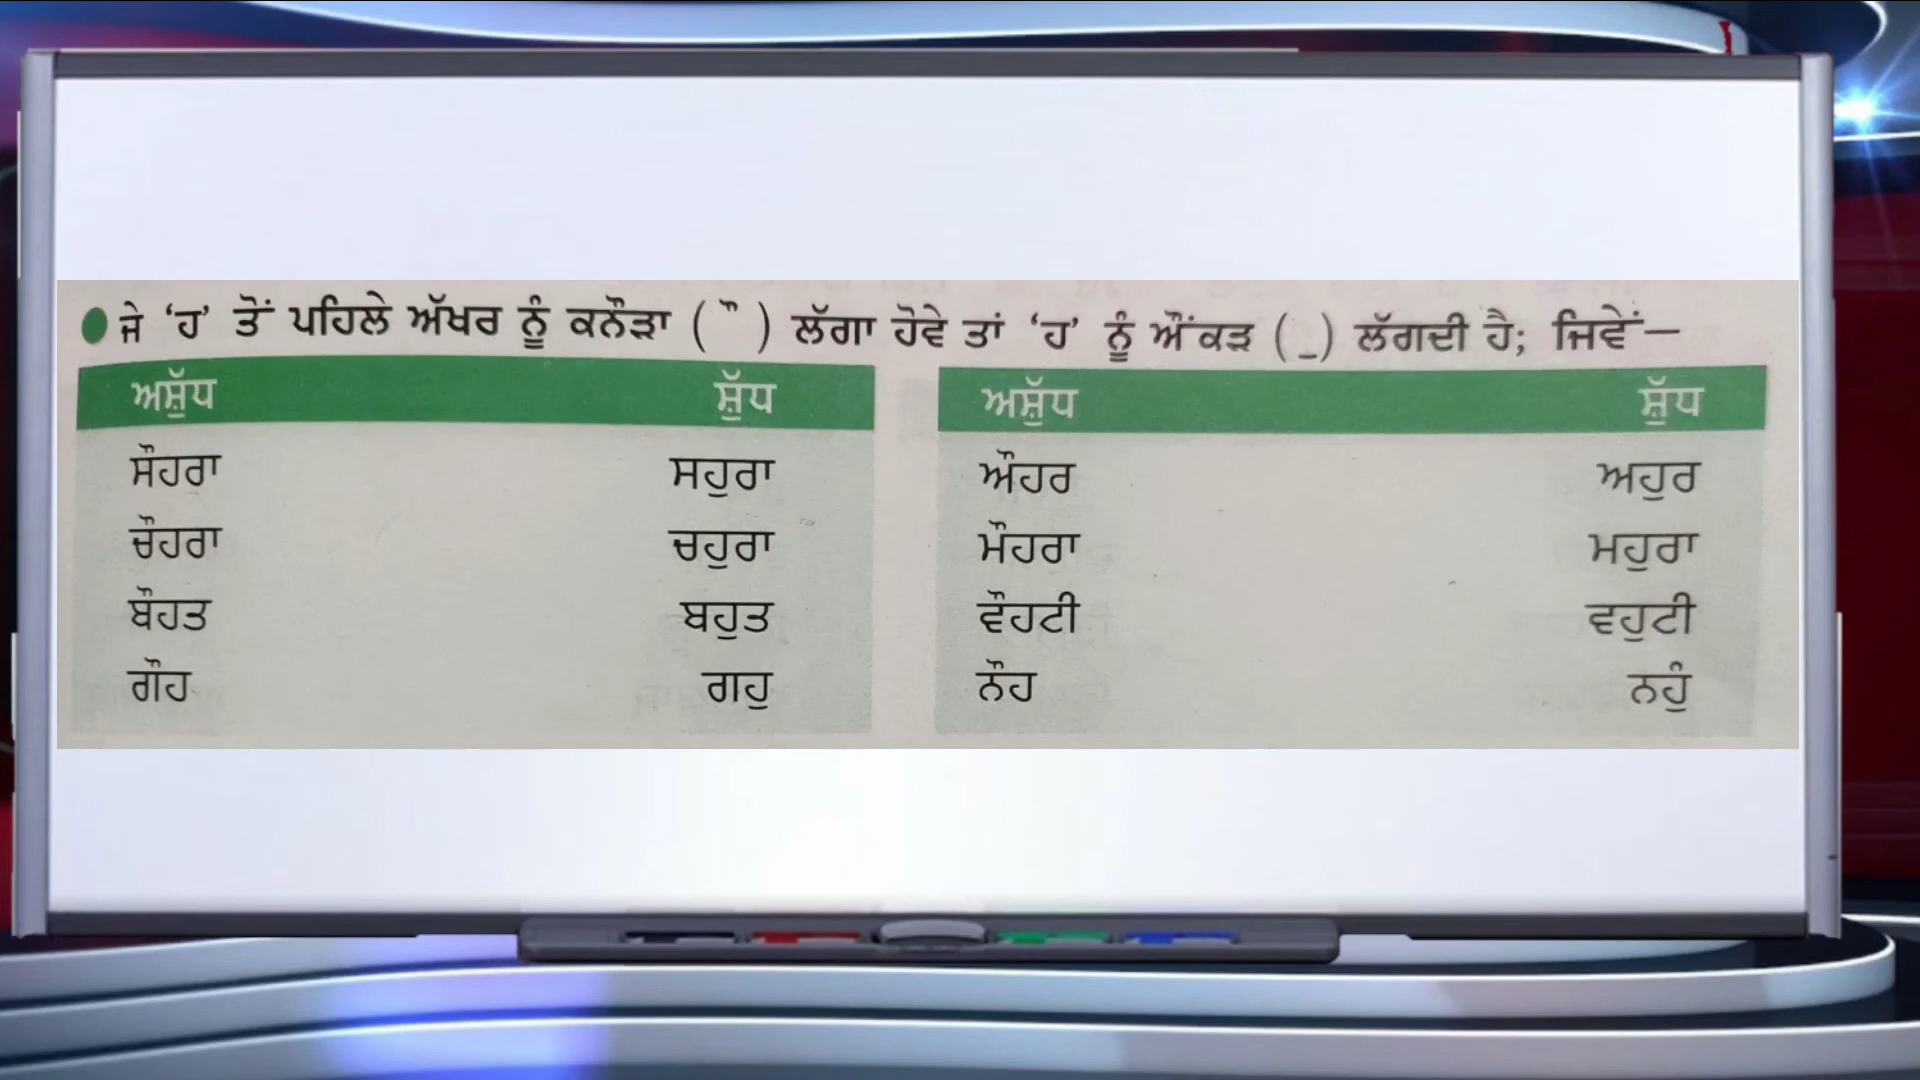 ਜੇ ‘ਹ’ ਤੋਂ ਪਹਿਲੇ ਅੱਖਰ ਨੂੰ ਕਨੌੜਾ ( ੌ ) ਲੱਗਾ ਹੋਵੇ ਤਾਂ ‘ਹ’ ਨੂੰ ਔਂਕੜ (_) ਲੱਗਦੀ ਹੈ; ਜਿਵੇਂ—
ਅਸ਼ੁੱਧ ਸ਼ੁੱਧ ਅਸ਼ੁੱਧ ਸ਼ੁੱਧ
ਸੌਹਰਾ ਸਹੁਰਾ ਔਹਰ ਅਹੁਰ
ਚੌਹਰਾ ਚਹੁਰਾ ਮੌਹਰਾ ਮਹੁਰਾ
ਬੌਹਤ ਬਹੁਤ ਵੌਹਟੀ ਵਹੁਟੀ
ਗੌਹ ਗਹੁ ਨੌਹ ਨਹੁੰ